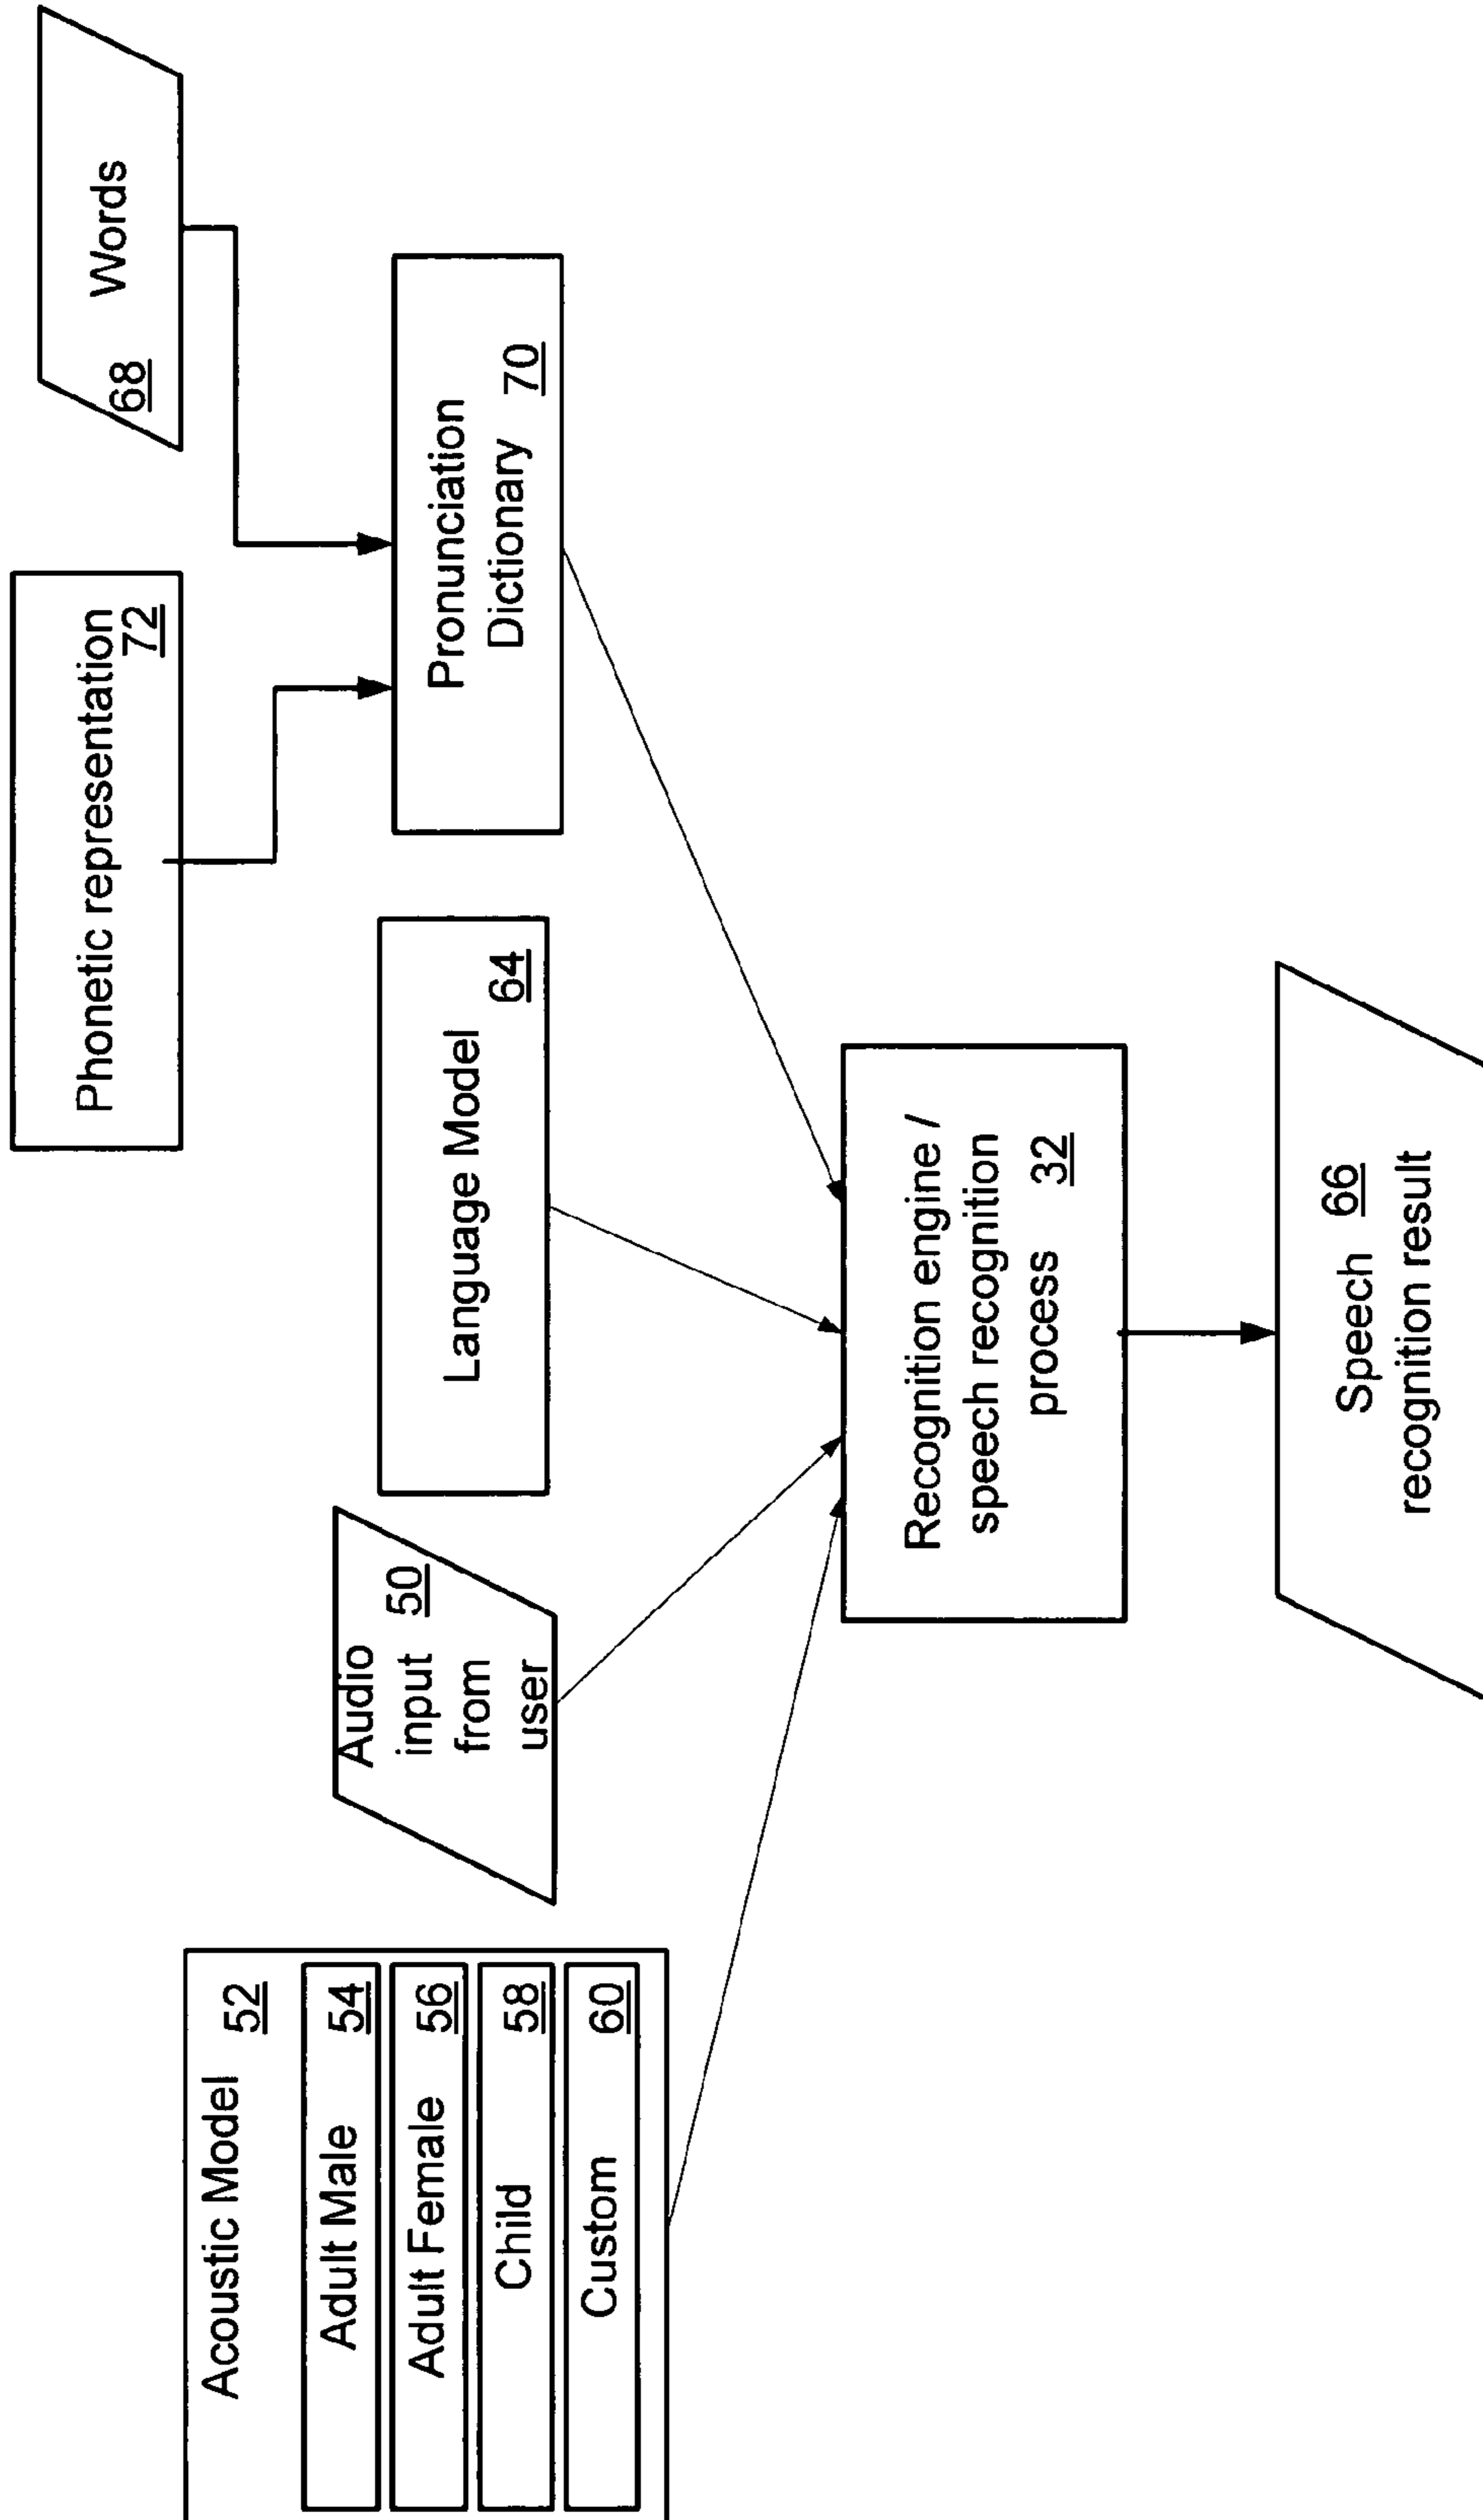 Acoustic Model 52
Adult Male 54
Adult Female 56
Child 58
Custom 60
Audio
input 50
from
user
Language Model
64
Phonetic representation
72
Words
68
Pronunciation
Dictionary 70
Recognition engine /
speech recognition
process 32
Speech 66
recognition result